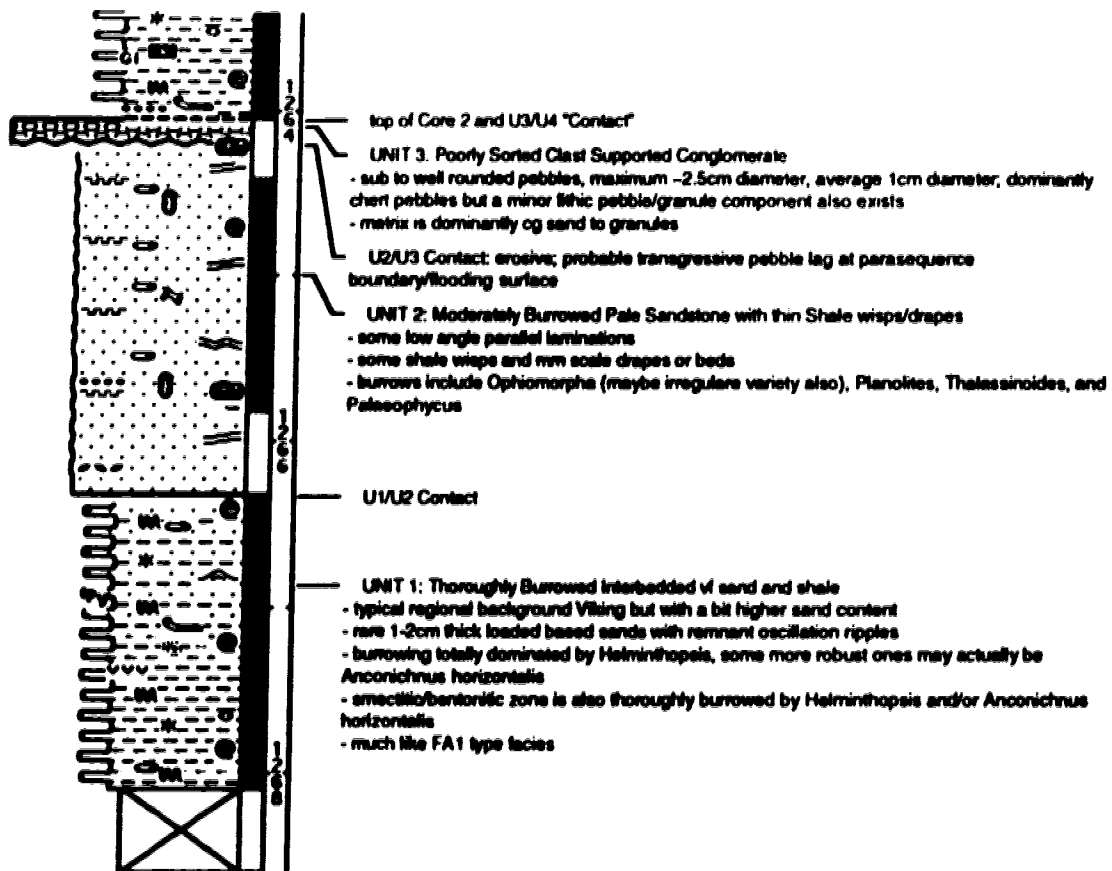 1264
top of Core 2 and U3/U4 "Contact"
UNIT 3. Poorly Sorted Clast Supported Conglomerate
- sub to well rounded pebbles, maximum ~2.5cm diameter, average 1cm diameter; dominantly
chert pebbles but a minor lithic pebble/granule component also exists
- matrix is dominantly cg sand to granules
U2/U3 Contact: erosive; probable transgressive pebble lag at parasequence
boundary/flooding surface
UNIT 2: Moderately Burrowed Pale Sandstone with thin Shale wisps/drapes
- some low angle parallel laminations
- some shale wisps and mm scale drapes or beds
- burrows include Ophiomorpha (maybe irregulare variety also), Planolites, Thalassinoides, and
Palaeophycus
1266
U1/U2 Contact
UNIT 1: Thoroughly Burrowed Interbedded vf sand and shale
- typical regional background Viking but with a bit higher sand content
- rare 1-2cm thick loaded based sands with remnant oscillation ripples
- burrowing totally dominated by Helminthopsis, some more robust ones may actually be
Anconichnus horizontalis
- smectitic/bentonitic zone is also thoroughly burrowed by Helminthopsis and/or Anconichnus
horizontalis
- much like FA1 type facies
1268